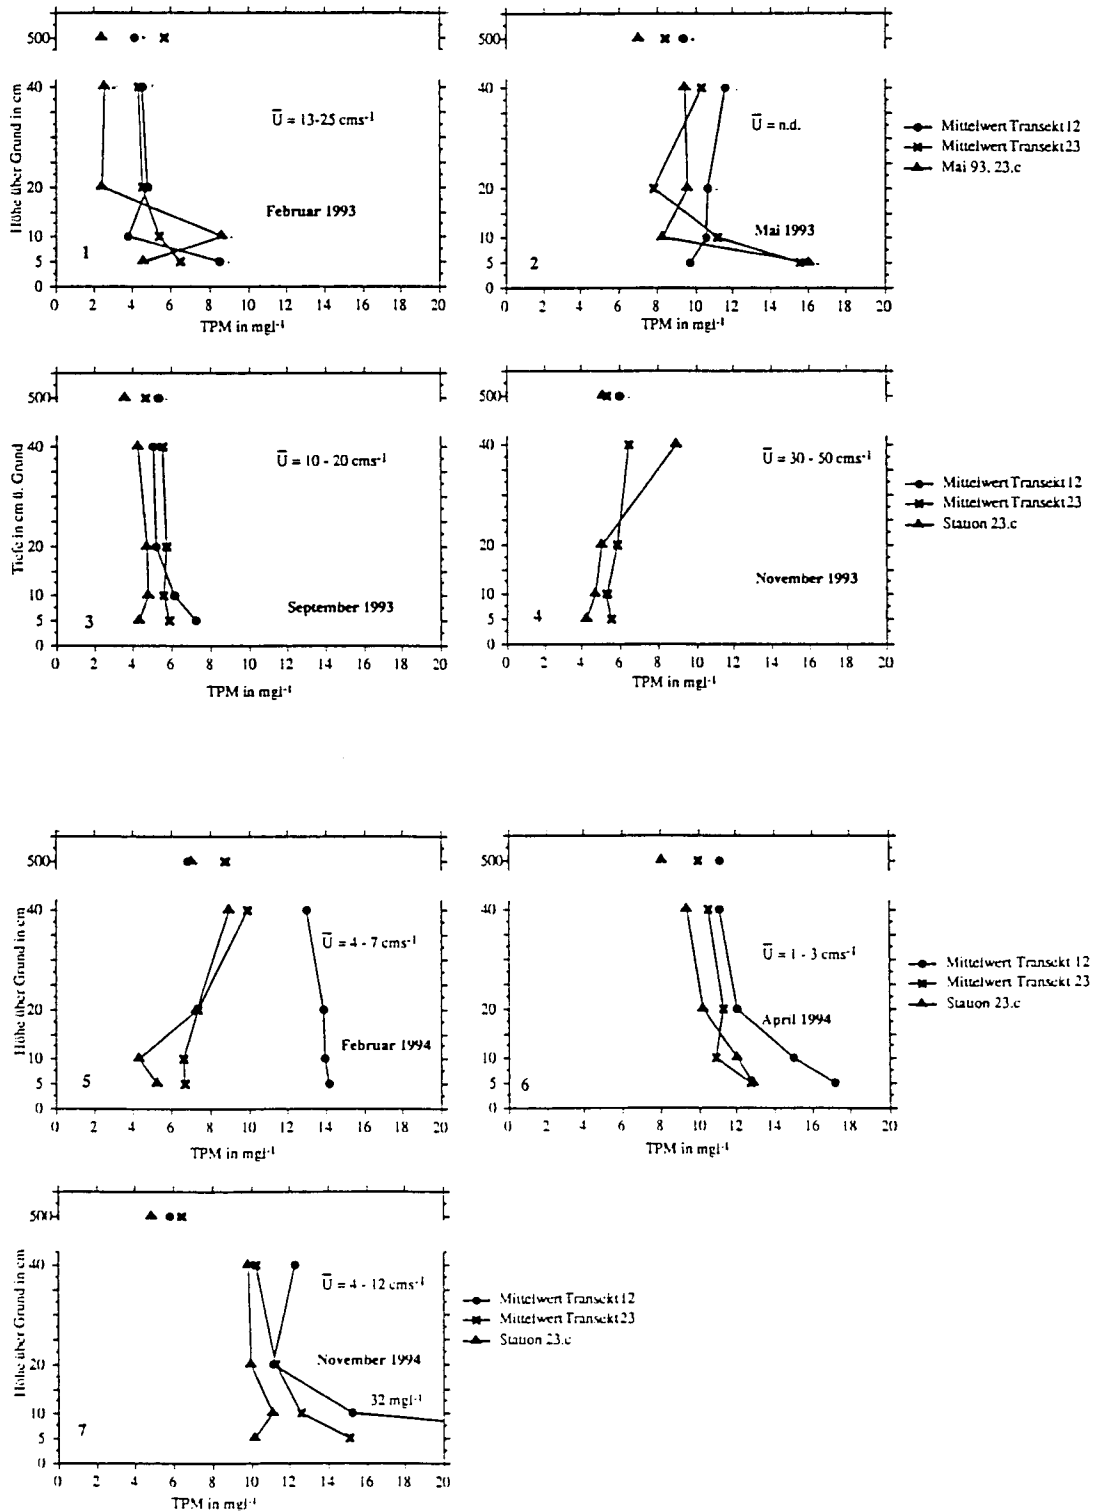 500
40
20
10
5
0
Höhe über Grund in cm
Ū = 13-25 cms⁻¹
Februar 1993
1
0 2 4 6 8 10 12 14 16 18 20
TPM in mgl⁻¹
500
40
20
10
5
0
Ū = n.d.
Mai 1993
2
0 2 4 6 8 10 12 14 16 18 20
TPM in mgl⁻¹
Mittelwert Transekt 12
Mittelwert Transekt 23
Mai 93, 23.c
500
40
20
10
5
0
Tiefe in cm ü. Grund
Ū = 10 - 20 cms⁻¹
September 1993
3
0 2 4 6 8 10 12 14 16 18 20
TPM in mgl⁻¹
500
40
20
10
5
0
Ū = 30 - 50 cms⁻¹
November 1993
4
0 2 4 6 8 10 12 14 16 18 20
TPM in mgl⁻¹
Mittelwert Transekt 12
Mittelwert Transekt 23
Station 23.c
500
40
20
10
5
0
Höhe über Grund in cm
Ū = 4 - 7 cms⁻¹
Februar 1994
5
0 2 4 6 8 10 12 14 16 18 20
TPM in mgl⁻¹
500
40
20
10
5
0
Ū = 1 - 3 cms⁻¹
April 1994
6
0 2 4 6 8 10 12 14 16 18 20
TPM in mgl⁻¹
Mittelwert Transekt 12
Mittelwert Transekt 23
Station 23.c
500
40
20
10
5
0
Höhe über Grund in cm
Ū = 4 - 12 cms⁻¹
November 1994
32 mgl⁻¹
7
0 2 4 6 8 10 12 14 16 18 20
TPM in mgl⁻¹
Mittelwert Transekt 12
Mittelwert Transekt 23
Station 23.c